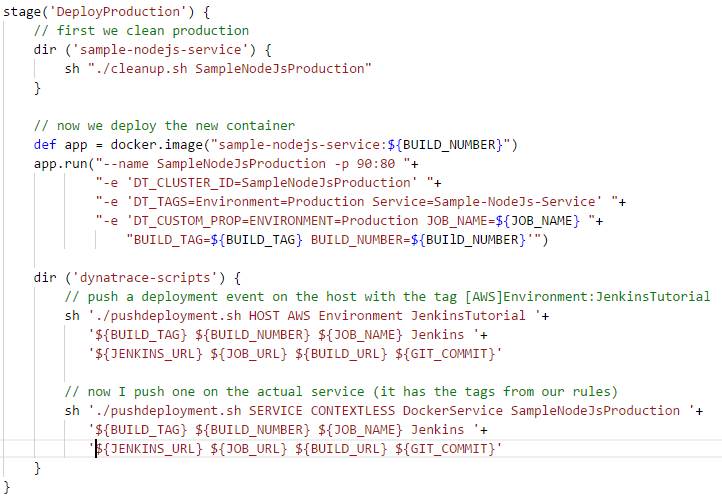 stage('DeployProduction') {
// first we clean production
dir ('sample-nodejs-service') {
sh "./cleanup.sh SampleNodeJsProduction"
}
// now we deploy the new container
def app = docker.image("sample-nodejs-service:${BUILD_NUMBER}")
app.run("--name SampleNodeJsProduction -p 90:80 "+
"-e 'DT_CLUSTER_ID=SampleNodeJsProduction' "+
"-e 'DT_TAGS=Environment=Production Service=Sample-NodeJs-Service' "+
"-e 'DT_CUSTOM_PROP=ENVIRONMENT=Production JOB_NAME=${JOB_NAME} "+
"BUILD_TAG=${BUILD_TAG} BUILD_NUMBER=${BUIlD_NUMBER}'")
dir ('dynatrace-scripts') {
// push a deployment event on the host with the tag [AWS]Environment:JenkinsTutorial
sh './pushdeployment.sh HOST AWS Environment JenkinsTutorial '+
'${BUILD_TAG} ${BUILD_NUMBER} ${JOB_NAME} Jenkins '+
'${JENKINS_URL} ${JOB_URL} ${BUILD_URL} ${GIT_COMMIT}'
// now I push one on the actual service (it has the tags from our rules)
sh './pushdeployment.sh SERVICE CONTEXTLESS DockerService SampleNodeJsProduction '+
'${BUILD_TAG} ${BUILD_NUMBER} ${JOB_NAME} Jenkins '+
'${JENKINS_URL} ${JOB_URL} ${BUILD_URL} ${GIT_COMMIT}'
}
}